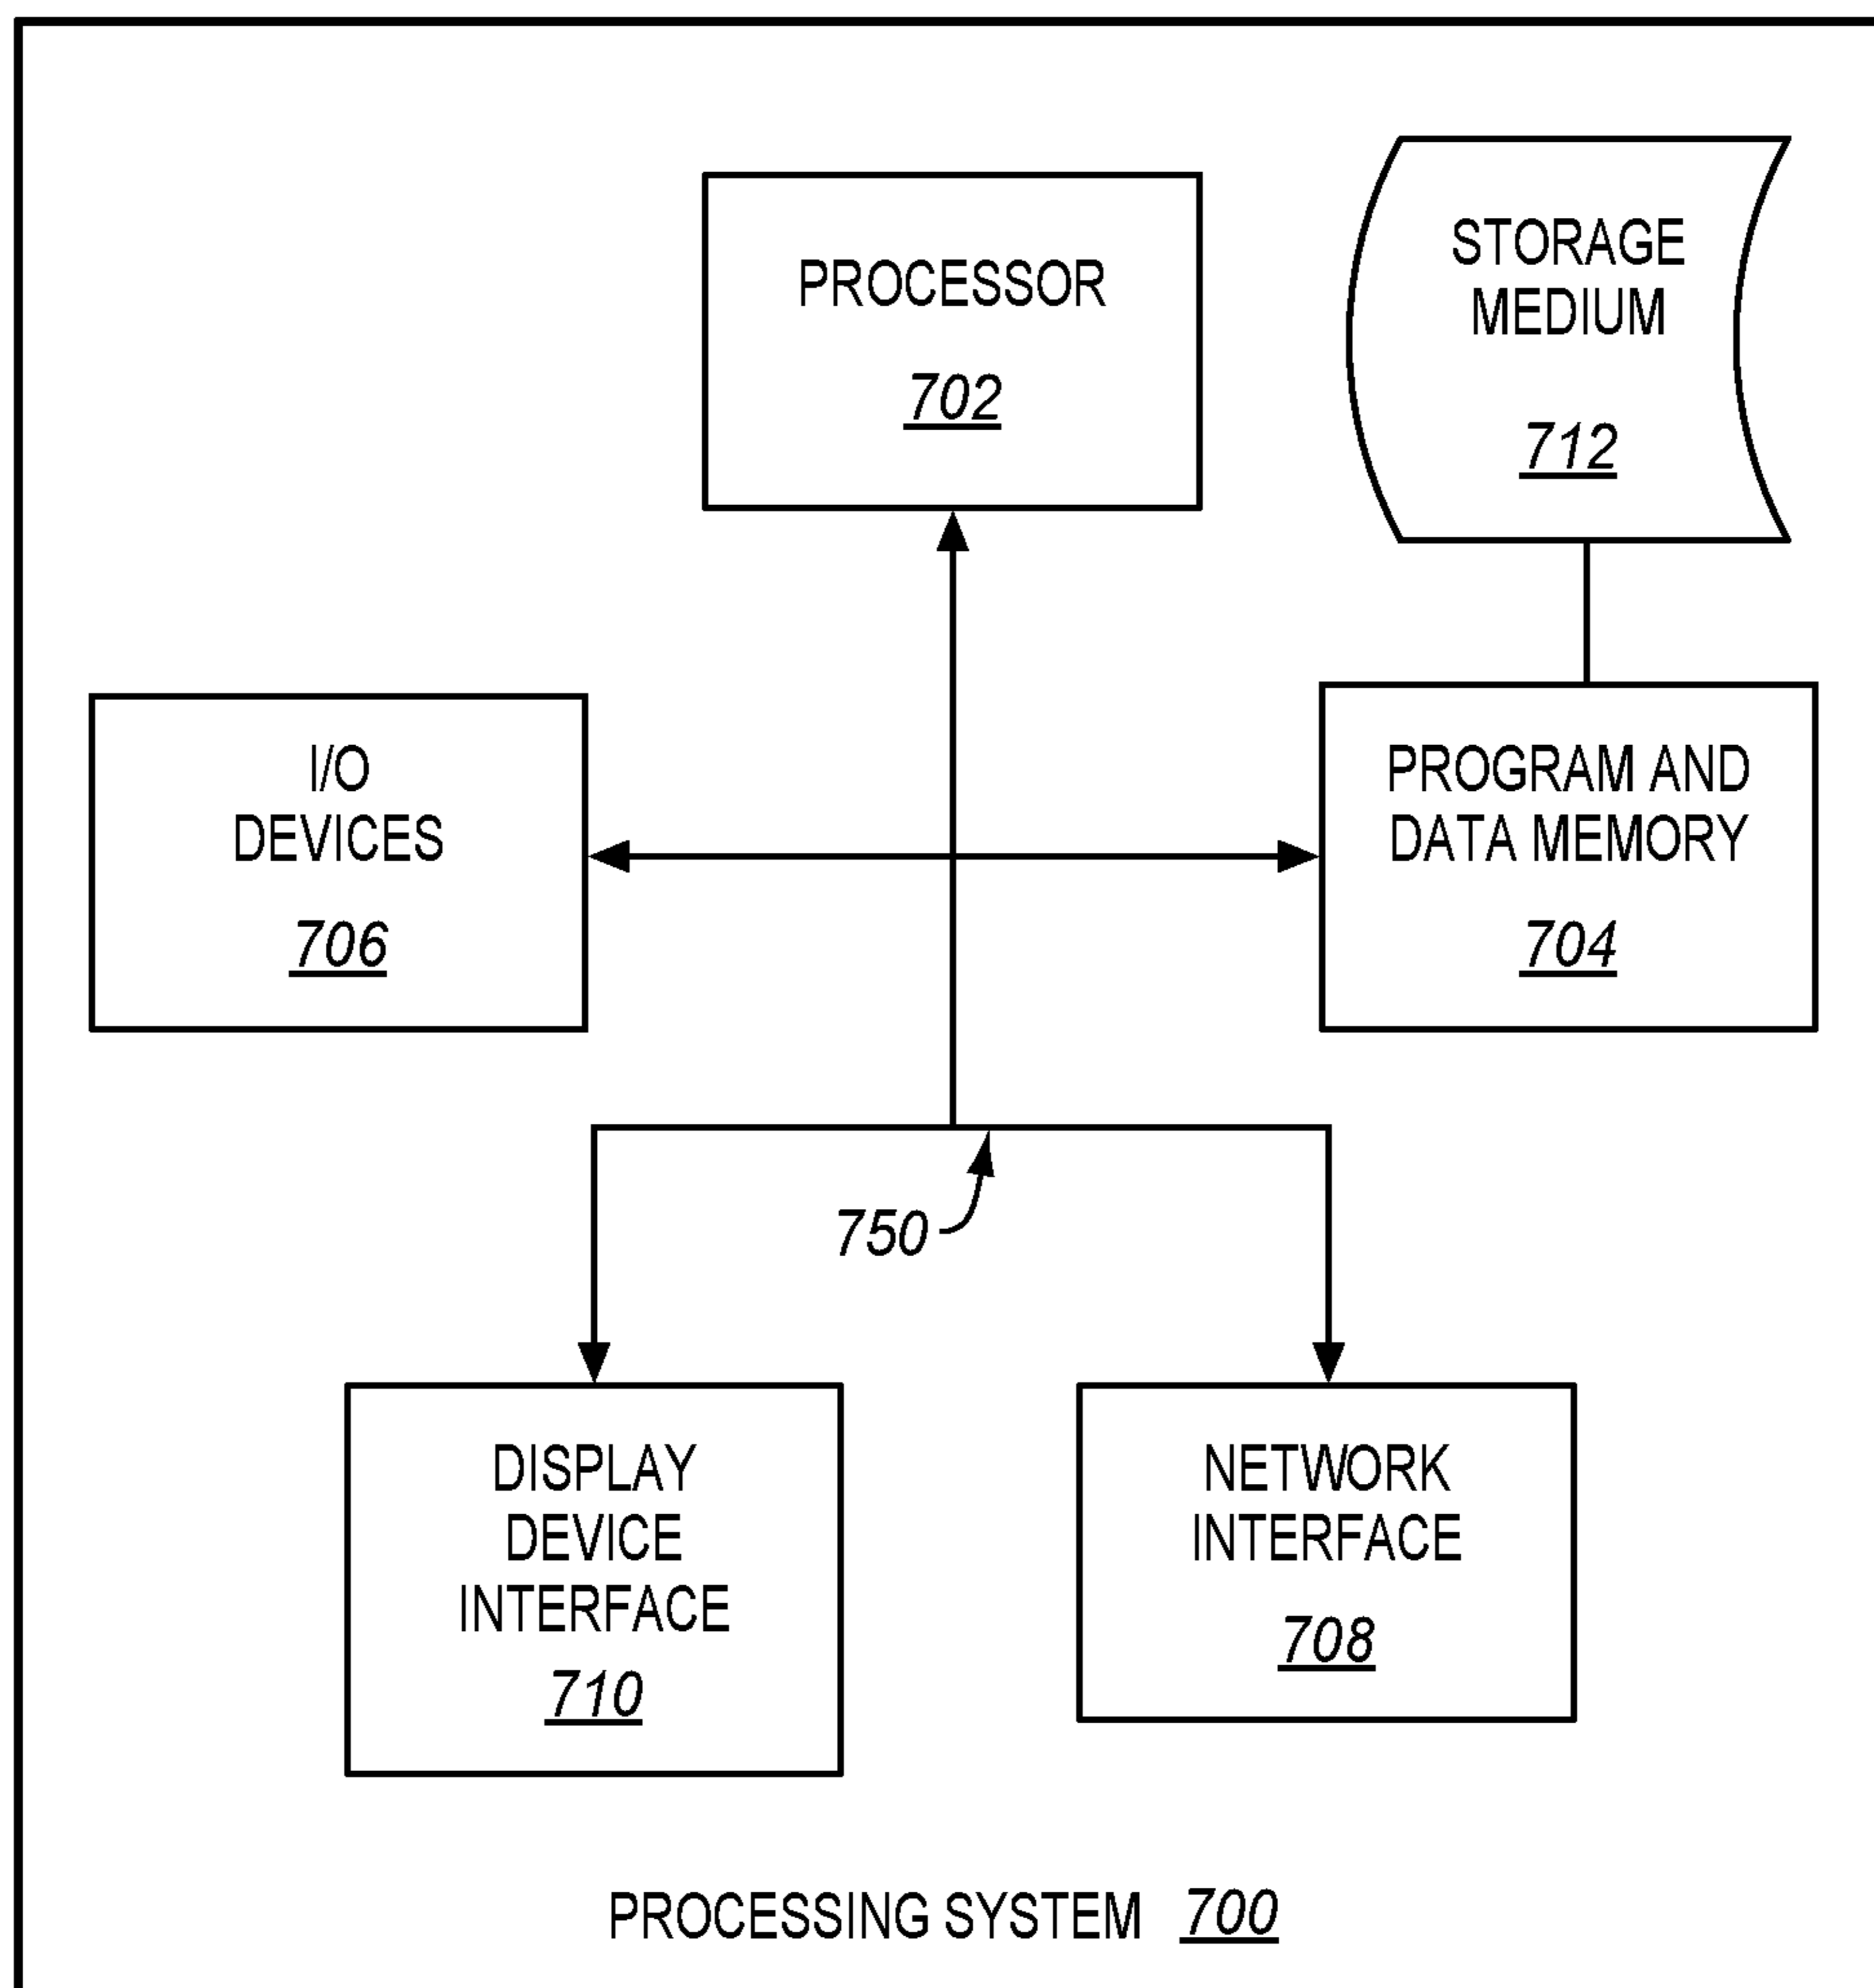 PROCESSOR
702
STORAGE
MEDIUM
712
I/O
DEVICES
706
PROGRAM AND
DATA MEMORY
704
750
DISPLAY
DEVICE
INTERFACE
710
NETWORK
INTERFACE
708
PROCESSING SYSTEM 700